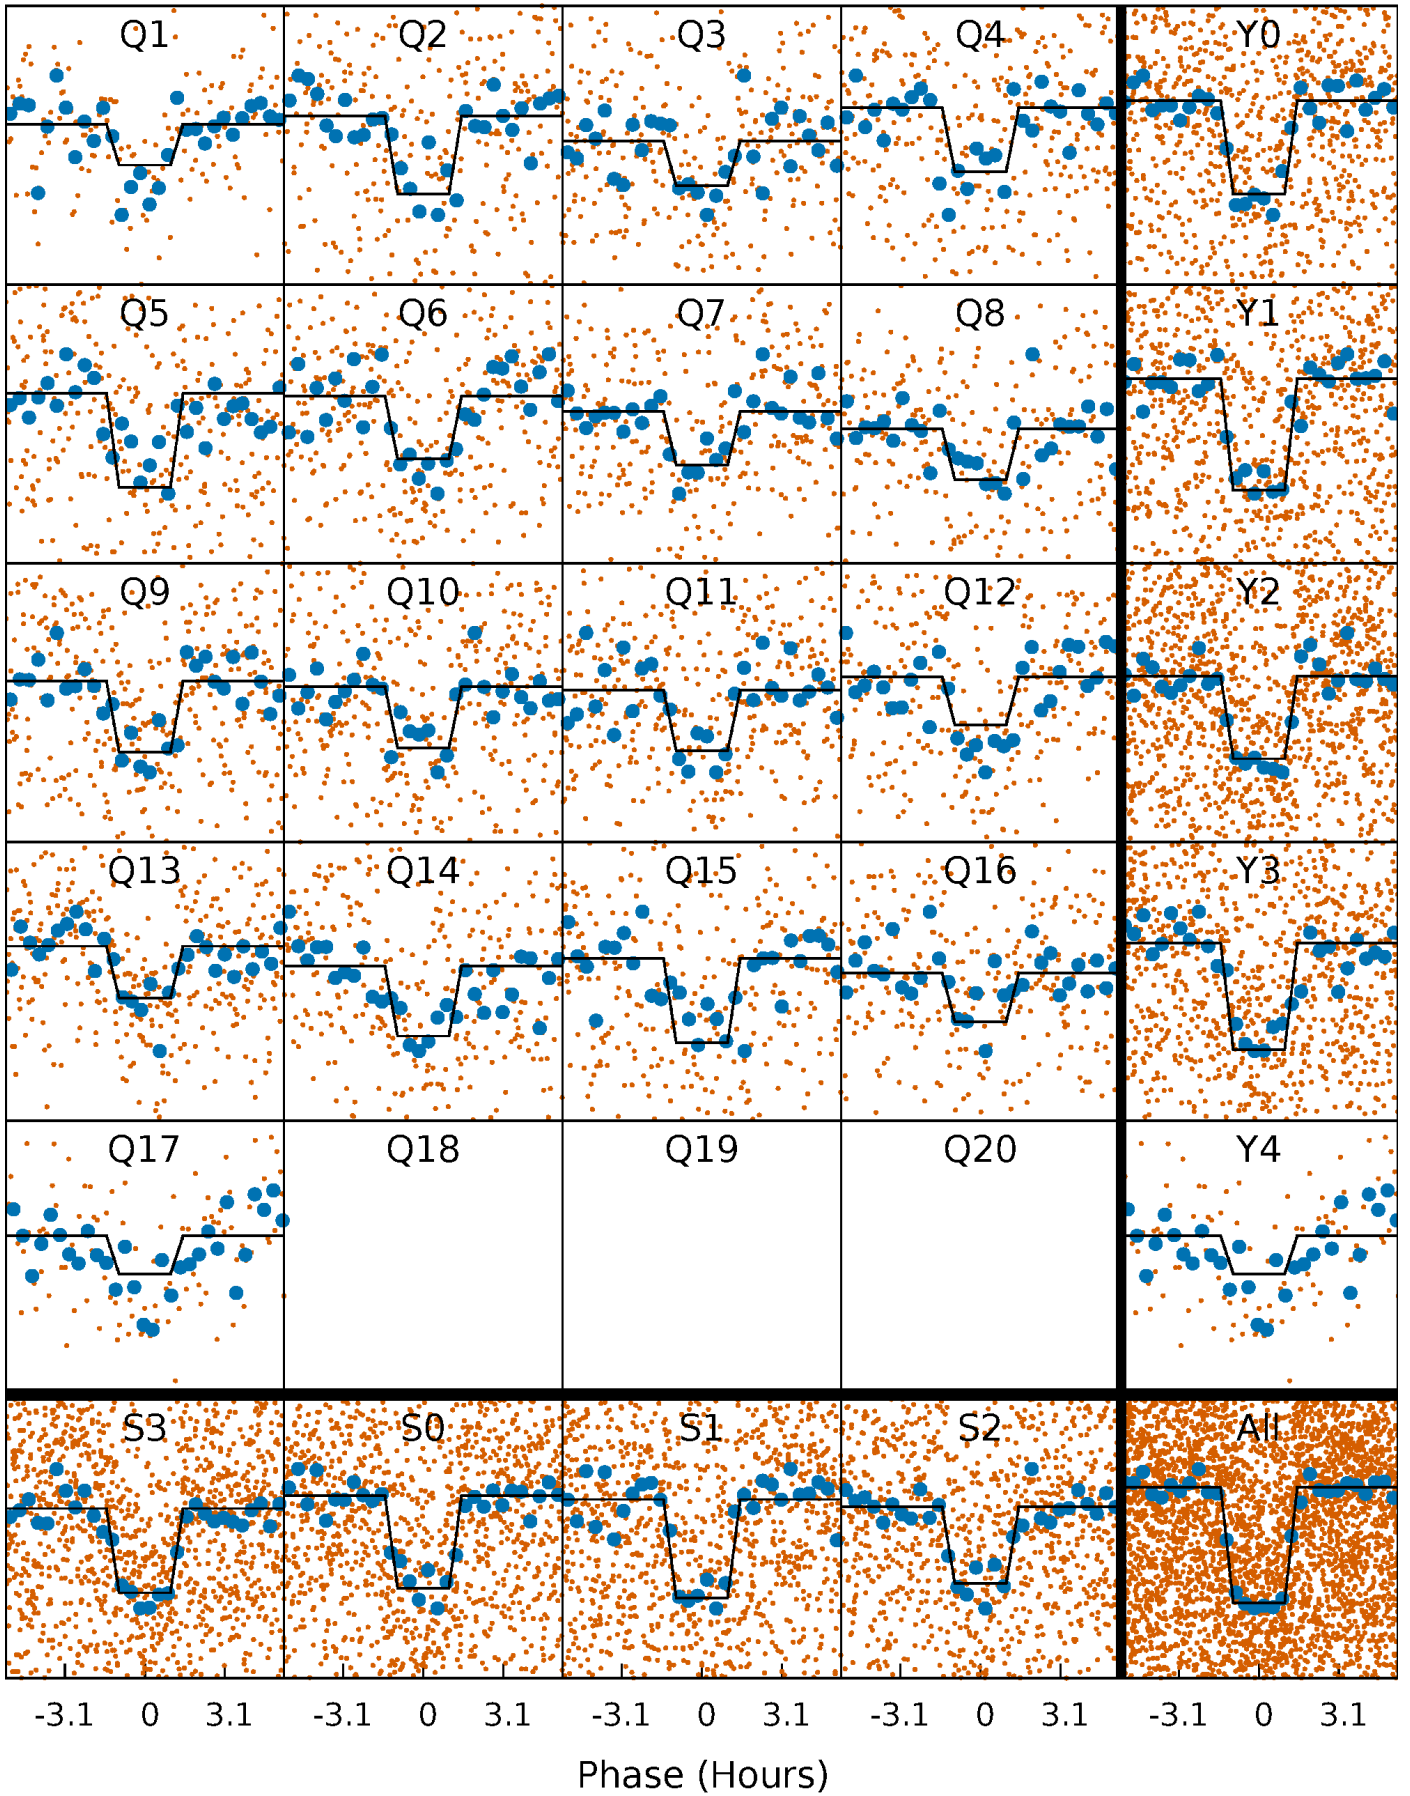 Q1 Q2 Q3 Q4 Y0
Q5 Q6 Q7 Q8 Y1
Q9 Q10 Q11 Q12 Y2
Q13 Q14 Q15 Q16 Y3
Q17 Q18 Q19 Q20 Y4
S3 S0 S1 S2 All
-3.1 0 3.1 -3.1 0 3.1 -3.1 0 3.1 -3.1 0 3.1 -3.1 0 3.1
Phase (Hours)